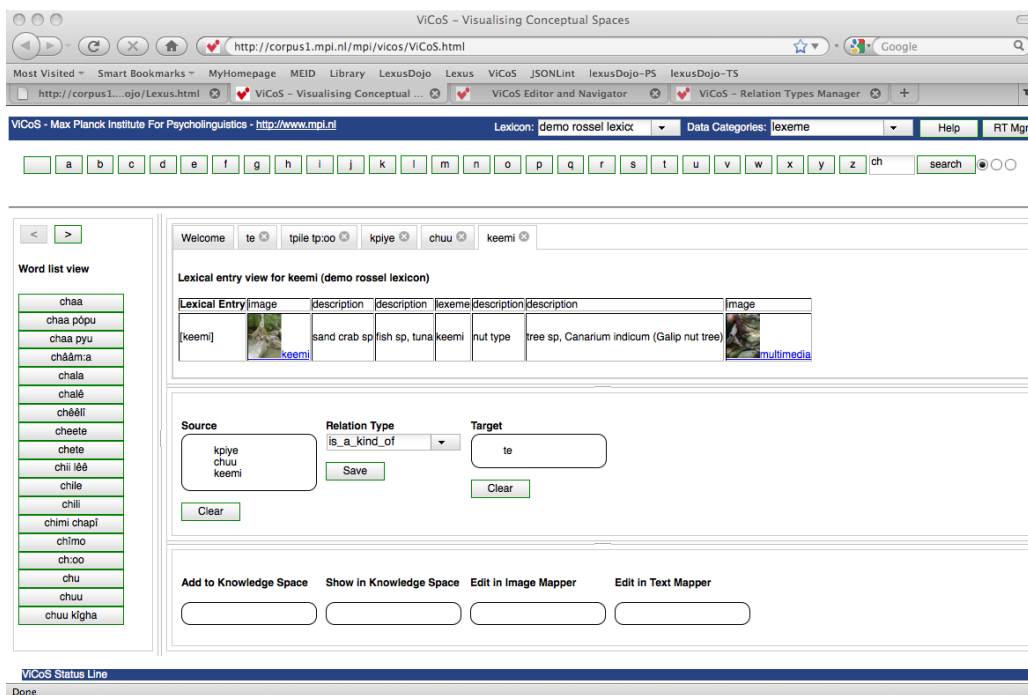 ViCoS – Visualising Conceptual Spaces
http://corpus1.mpi.nl/mpi/vicos/ViCoS.html
Google
Most Visited Smart Bookmarks MyHomepage MEID Library LexusDojo Lexus ViCoS JSONLint lexusDojo-PS lexusDojo-TS
http://corpus1....ojo/Lexus.html ViCoS – Visualising Conceptual ... ViCoS Editor and Navigator ViCoS – Relation Types Manager +
ViCoS - Max Planck Institute For Psycholinguistics - http://www.mpi.nl Lexicon: demo rossel lexic Data Categories: lexeme Help RT Mgr
a b c d e f g h i j k l m n o p q r s t u v w x y z ch search
< >
Welcome te tpile tp:oo kpiye chuu keemi
Word list view
Lexical entry view for keemi (demo rossel lexicon)
Lexical Entry image description description lexeme description description image
[keemi] keemi sand crab sp fish sp, tuna keemi nut type tree sp, Canarium indicum (Galip nut tree) multimedia
chaa
chaa pópu
chaa pyu
chââm:a
chala
chalê
chêêlî
cheete
chete
chii lêê
chile
chili
chimi chapî
chîmo
ch:oo
chu
chuu
chuu kîgha
Source Relation Type Target
is_a_kind_of
kpiye
chuu
keemi
te
Save
Clear
Clear
Add to Knowledge Space Show in Knowledge Space Edit in Image Mapper Edit in Text Mapper
ViCoS Status Line
Done